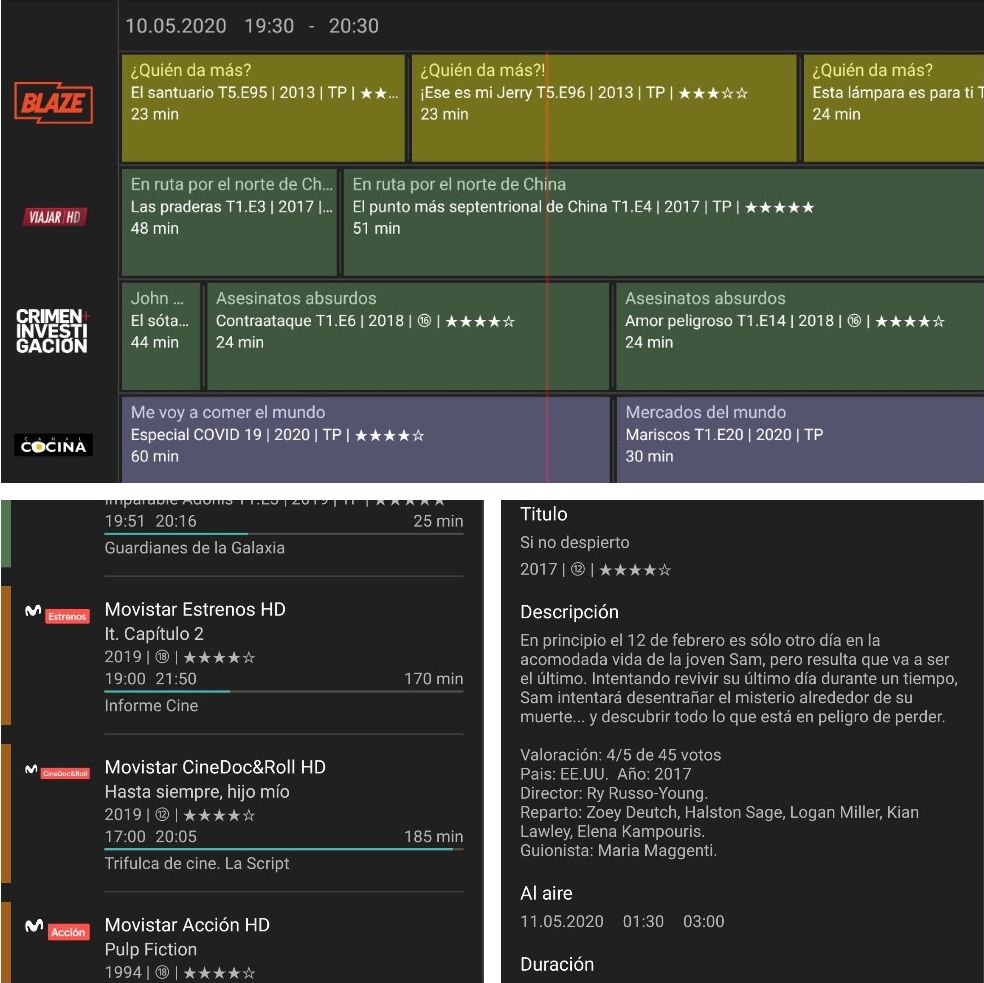 10.05.2020 19:30 - 20:30
BLAZE
¿Quién da más?
El santuario T5.E95 | 2013 | TP | ★★...
23 min
¿Quién da más?!
¡Ese es mi Jerry T5.E96 | 2013 | TP | ★★★☆☆
23 min
¿Quién da más?
Esta lámpara es para ti T
24 min
VIAJAR HD
En ruta por el norte de Ch...
Las praderas T1.E3 | 2017 |...
48 min
En ruta por el norte de China
El punto más septentrional de China T1.E4 | 2017 | TP | ★★★★★
51 min
CRIMEN+
INVESTI
GACIÓN
John ...
El sóta...
44 min
Asesinatos absurdos
Contraataque T1.E6 | 2018 | ⑯ | ★★★★☆
24 min
Asesinatos absurdos
Amor peligroso T1.E14 | 2018 | ⑯ | ★★★★☆
24 min
CANAL
COCINA
Me voy a comer el mundo
Especial COVID 19 | 2020 | TP | ★★★★☆
60 min
Mercados del mundo
Mariscos T1.E20 | 2020 | TP
30 min
Imparable Adonis T1.E3 | 2019 | TP | ★★★★★
19:51 20:16 25 min
Guardianes de la Galaxia
Estrenos
Movistar Estrenos HD
It. Capítulo 2
2019 | ⑱ | ★★★★☆
19:00 21:50 170 min
Informe Cine
CineDoc&Roll
Movistar CineDoc&Roll HD
Hasta siempre, hijo mío
2019 | ⑫ | ★★★★☆
17:00 20:05 185 min
Trifulca de cine. La Script
Acción
Movistar Acción HD
Pulp Fiction
1994 | ⑱ | ★★★★☆
Titulo
Si no despierto
2017 | ⑫ | ★★★★☆
Descripción
En principio el 12 de febrero es sólo otro día en la
acomodada vida de la joven Sam, pero resulta que va a ser
el último. Intentando revivir su último día durante un tiempo,
Sam intentará desentrañar el misterio alrededor de su
muerte... y descubrir todo lo que está en peligro de perder.
Valoración: 4/5 de 45 votos
Pais: EE.UU. Año: 2017
Director: Ry Russo-Young.
Reparto: Zoey Deutch, Halston Sage, Logan Miller, Kian
Lawley, Elena Kampouris.
Guionista: Maria Maggenti.
Al aire
11.05.2020 01:30 03:00
Duración